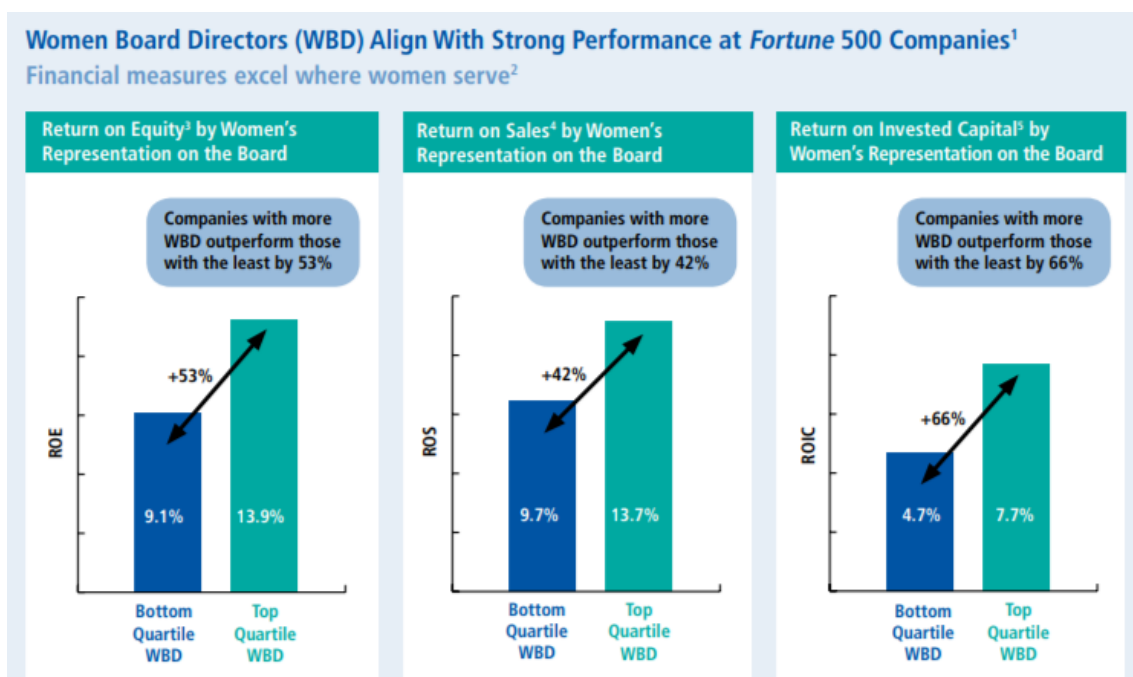 Women Board Directors (WBD) Align With Strong Performance at Fortune 500 Companies¹
Financial measures excel where women serve²
Return on Equity³ by Women's
Representation on the Board
Companies with more
WBD outperform those
with the least by 53%
+53%
ROE
9.1%
13.9%
Bottom
Quartile
WBD
Top
Quartile
WBD
Return on Sales⁴ by Women's
Representation on the Board
Companies with more
WBD outperform those
with the least by 42%
+42%
ROS
9.7%
13.7%
Bottom
Quartile
WBD
Top
Quartile
WBD
Return on Invested Capital⁵ by
Women's Representation on the Board
Companies with more
WBD outperform those
with the least by 66%
+66%
ROIC
4.7%
7.7%
Bottom
Quartile
WBD
Top
Quartile
WBD